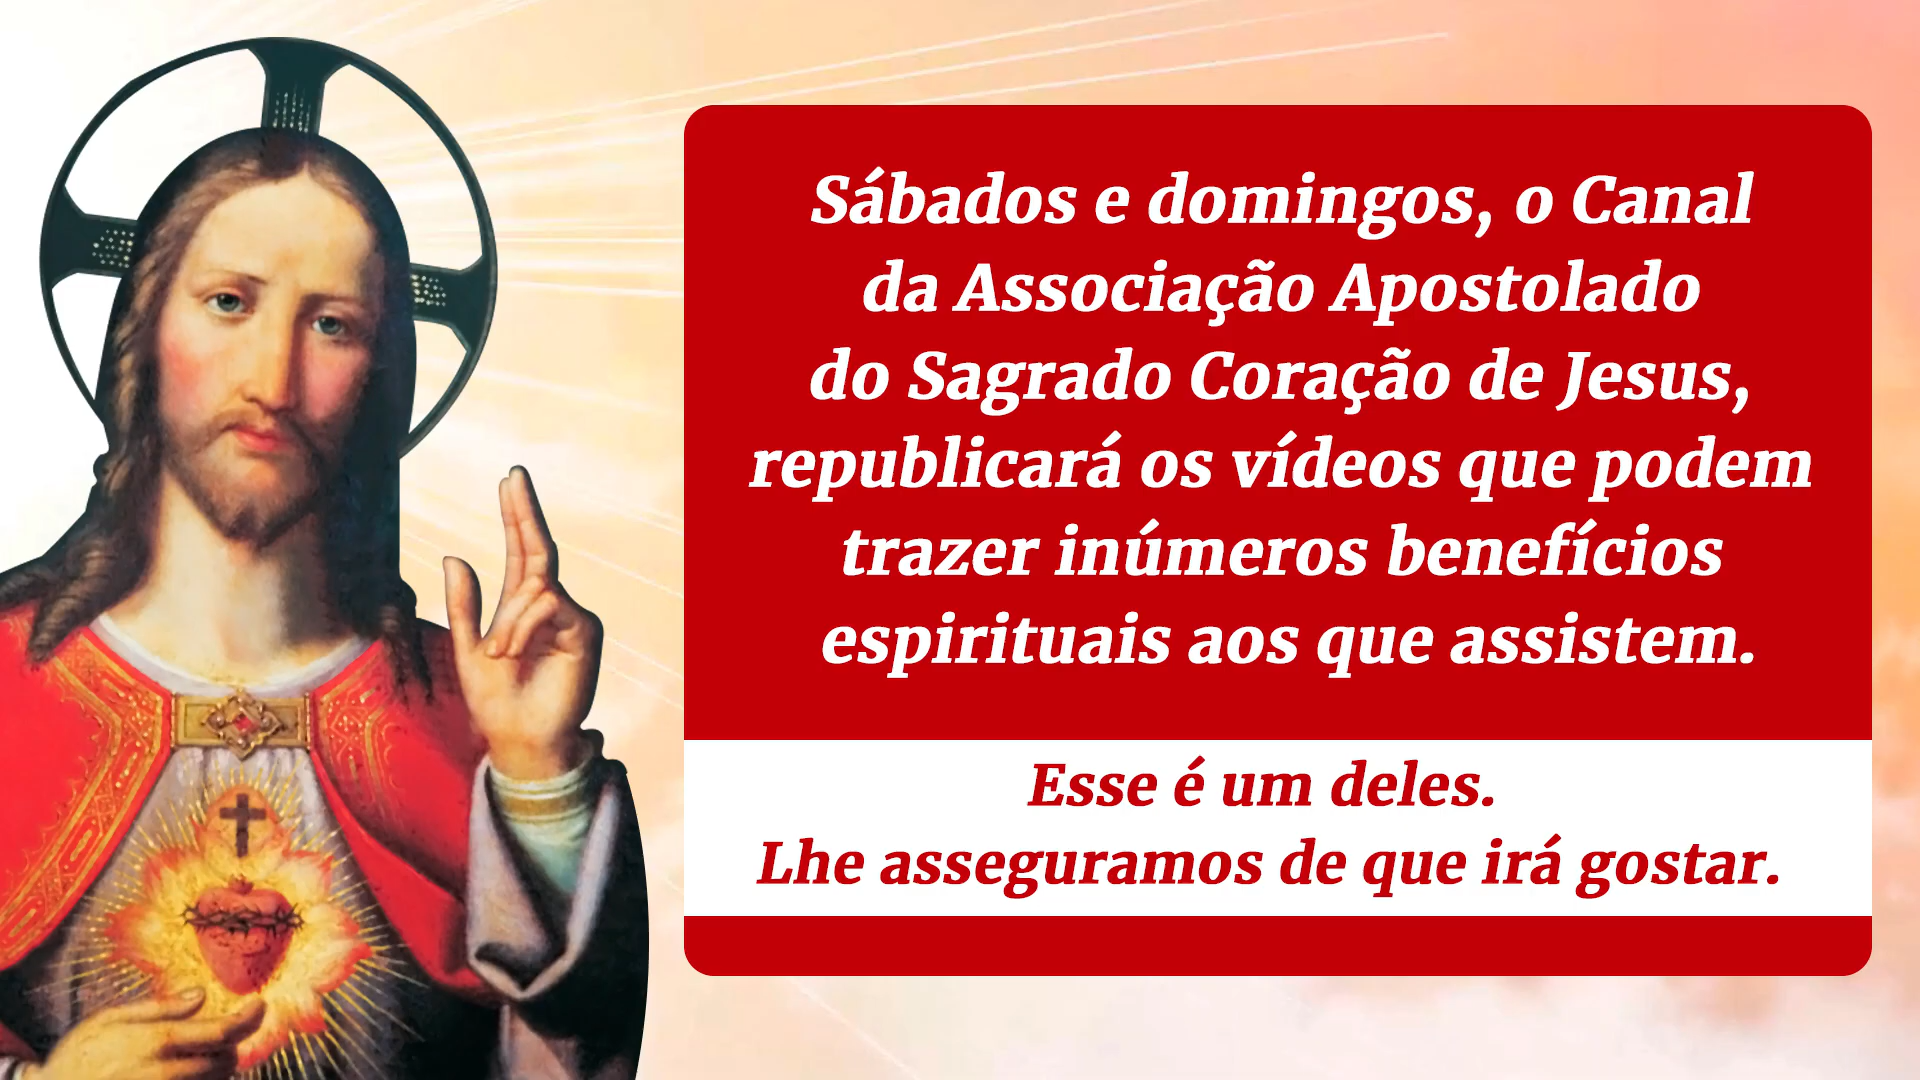 Sábados e domingos, o Canal
da Associação Apostolado
do Sagrado Coração de Jesus,
republicará os vídeos que podem
trazer inúmeros benefícios
espirituais aos que assistem.
Esse é um deles.
Lhe asseguramos de que irá gostar.